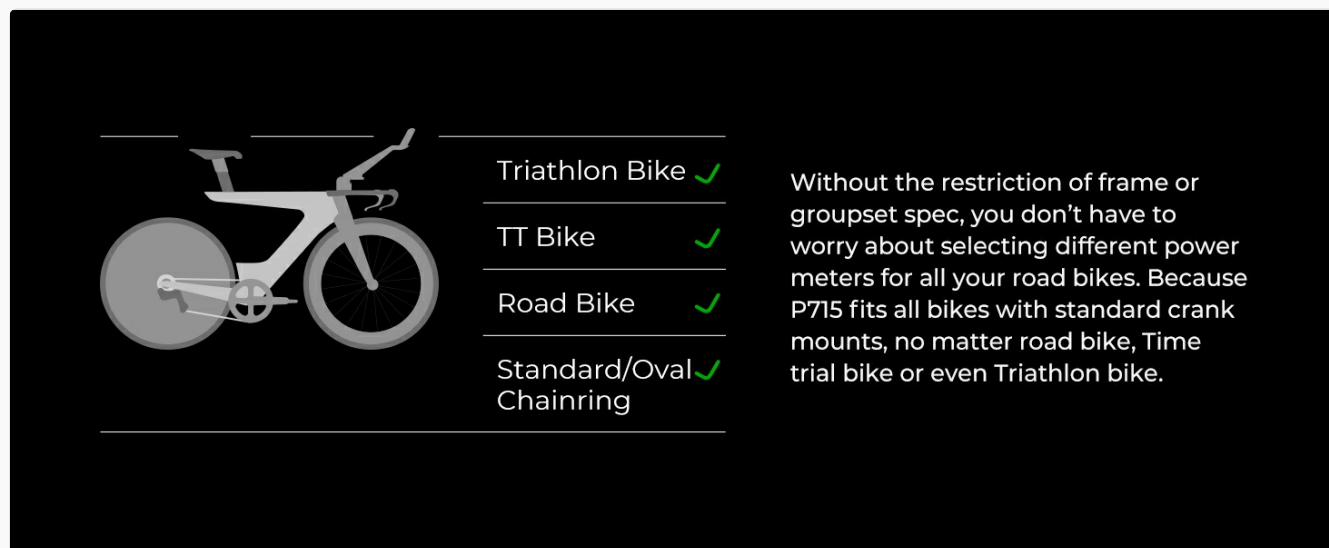 Triathlon Bike
TT Bike
Road Bike
Standard/Oval
Chainring
Without the restriction of frame or
groupset spec, you don’t have to
worry about selecting different power
meters for all your road bikes. Because
P715 fits all bikes with standard crank
mounts, no matter road bike, Time
trial bike or even Triathlon bike.